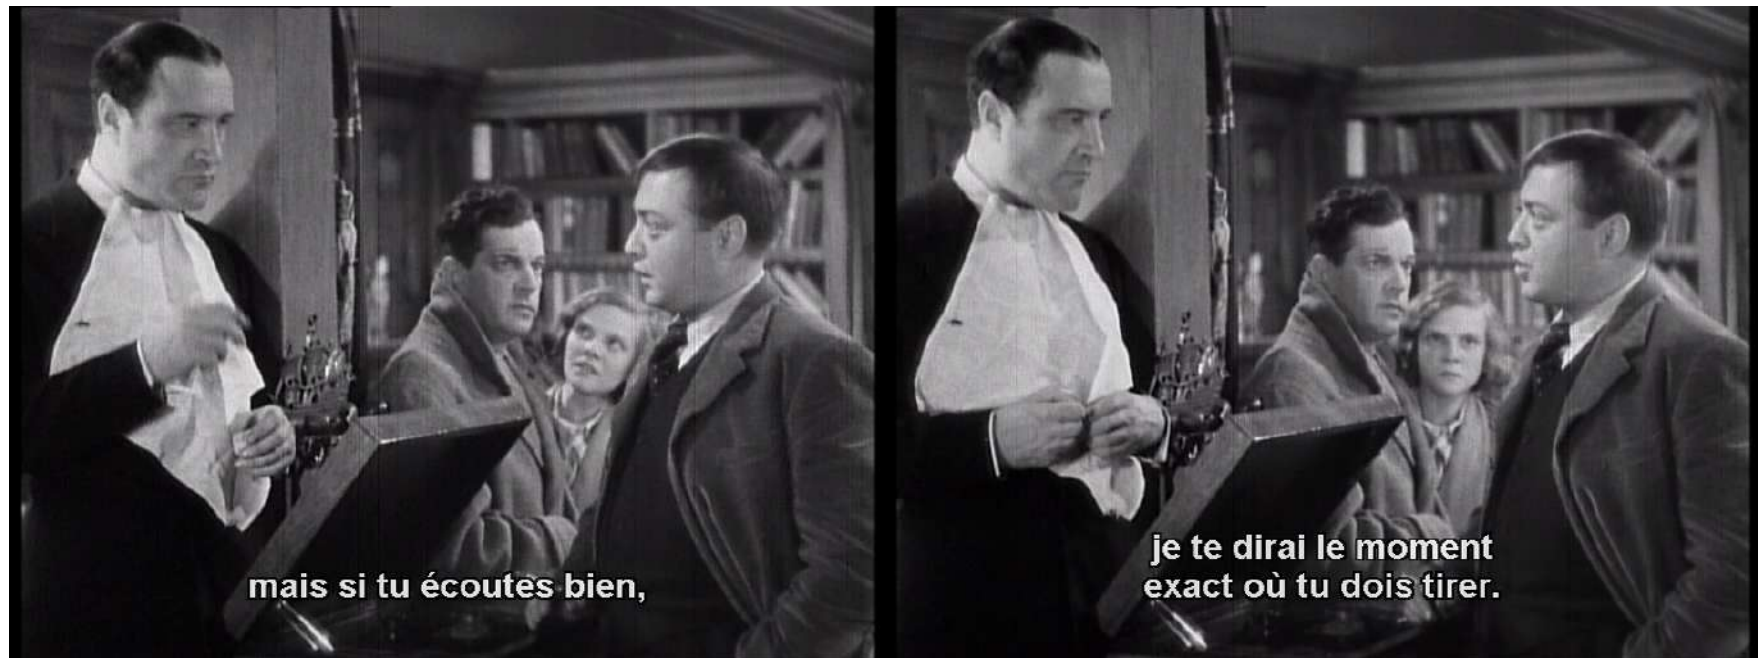 mais si tu écoutes bien,
je te dirai le moment
exact où tu dois tirer.